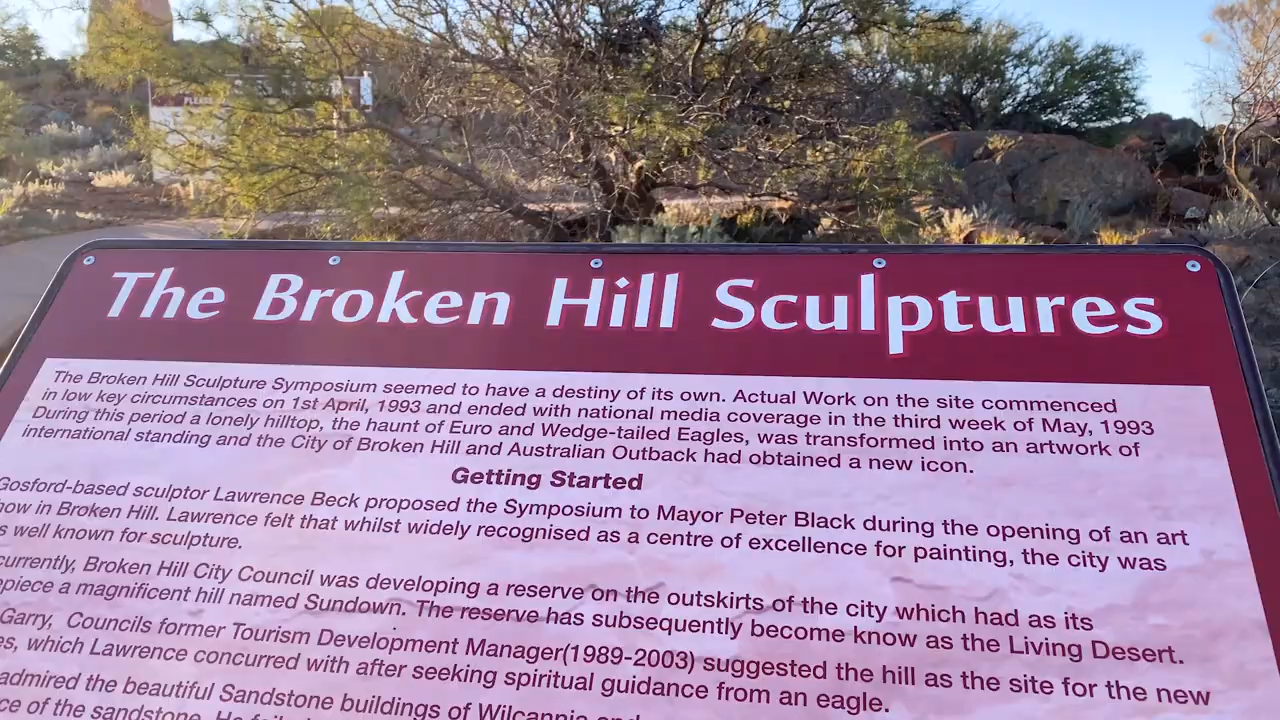 PLEASE
The Broken Hill Sculptures
The Broken Hill Sculpture Symposium seemed to have a destiny of its own. Actual Work on the site commenced
in low key circumstances on 1st April, 1993 and ended with national media coverage in the third week of May, 1993
During this period a lonely hilltop, the haunt of Euro and Wedge-tailed Eagles, was transformed into an artwork of
international standing and the City of Broken Hill and Australian Outback had obtained a new icon.
Getting Started
Gosford-based sculptor Lawrence Beck proposed the Symposium to Mayor Peter Black during the opening of an art
how in Broken Hill. Lawrence felt that whilst widely recognised as a centre of excellence for painting, the city was
s well known for sculpture.
currently, Broken Hill City Council was developing a reserve on the outskirts of the city which had as its
epiece a magnificent hill named Sundown. The reserve has subsequently become know as the Living Desert.
Garry, Councils former Tourism Development Manager(1989-2003) suggested the hill as the site for the new
es, which Lawrence concurred with after seeking spiritual guidance from an eagle.
admired the beautiful Sandstone buildings of Wilcannia and
ce of the sandstone. He